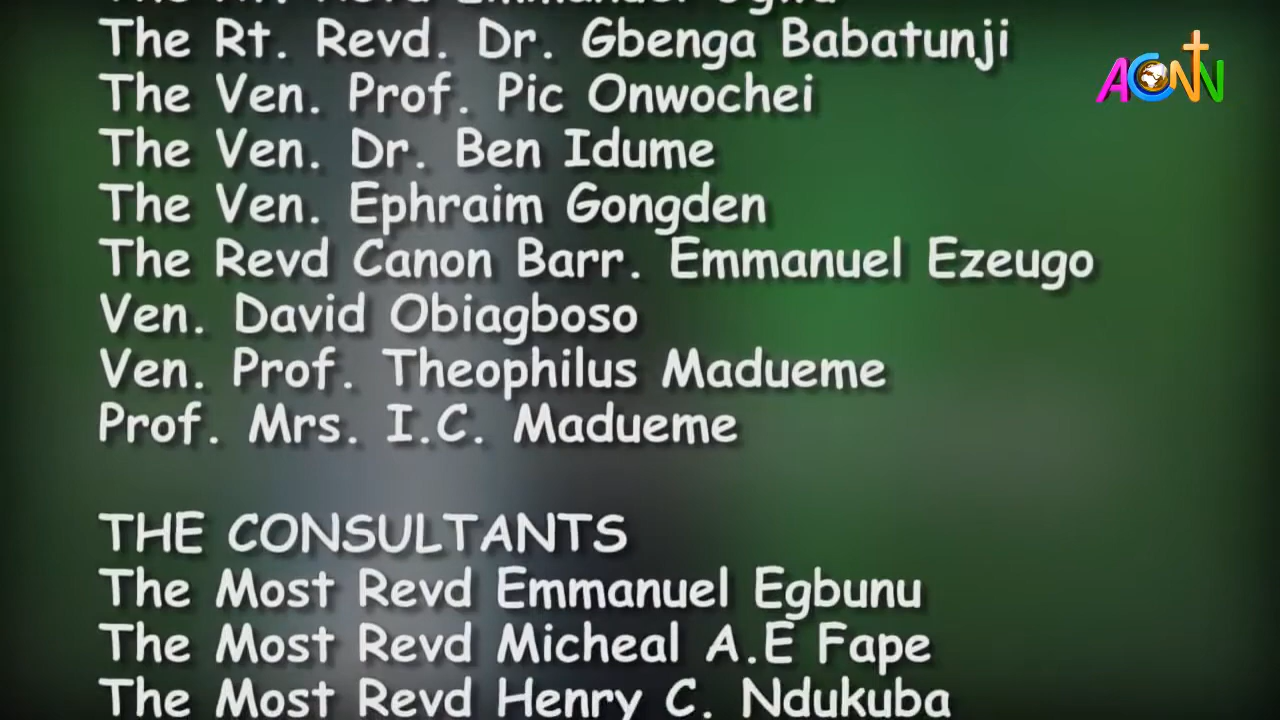 The Rt. Revd. Dr. Gbenga Babatunji
The Ven. Prof. Pic Onwochei
The Ven. Dr. Ben Idume
The Ven. Ephraim Gongden
The Revd Canon Barr. Emmanuel Ezeugo
Ven. David Obiagboso
Ven. Prof. Theophilus Madueme
Prof. Mrs. I.C. Madueme
THE CONSULTANTS
The Most Revd Emmanuel Egbunu
The Most Revd Micheal A.E Fape
The Most Revd Henry C. Ndukuba
ACNN